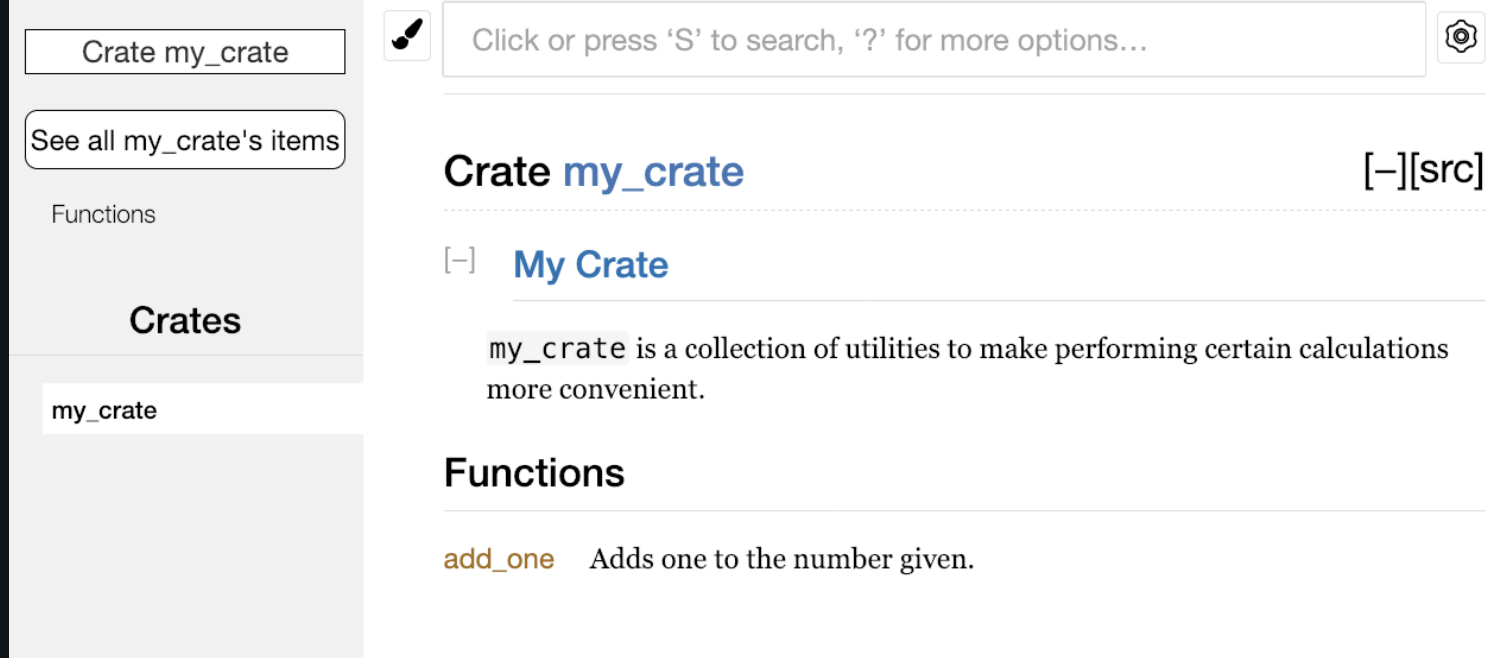 Crate my_crate
See all my_crate's items
Functions
Crates
my_crate
Click or press ‘S’ to search, ‘?’ for more options…
Crate my_crate [−][src]
[−] My Crate
my_crate is a collection of utilities to make performing certain calculations
more convenient.
Functions
add_one Adds one to the number given.